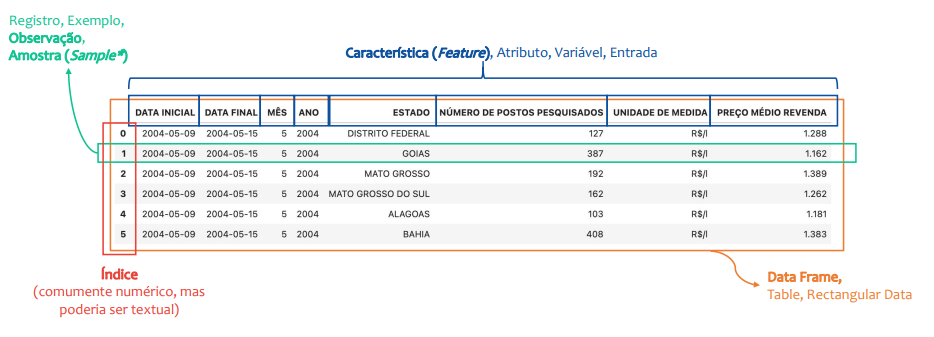 Registro, Exemplo,
Observação,
Amostra (Sample*)
Característica (Feature), Atributo, Variável, Entrada
DATA INICIAL DATA FINAL MÊS ANO ESTADO NÚMERO DE POSTOS PESQUISADOS UNIDADE DE MEDIDA PREÇO MÉDIO REVENDA
0 2004-05-09 2004-05-15 5 2004 DISTRITO FEDERAL 127 R$/l 1.288
1 2004-05-09 2004-05-15 5 2004 GOIAS 387 R$/l 1.162
2 2004-05-09 2004-05-15 5 2004 MATO GROSSO 192 R$/l 1.389
3 2004-05-09 2004-05-15 5 2004 MATO GROSSO DO SUL 162 R$/l 1.262
4 2004-05-09 2004-05-15 5 2004 ALAGOAS 103 R$/l 1.181
5 2004-05-09 2004-05-15 5 2004 BAHIA 408 R$/l 1.383
Índice
(comumente numérico, mas
poderia ser textual)
Data Frame,
Table, Rectangular Data